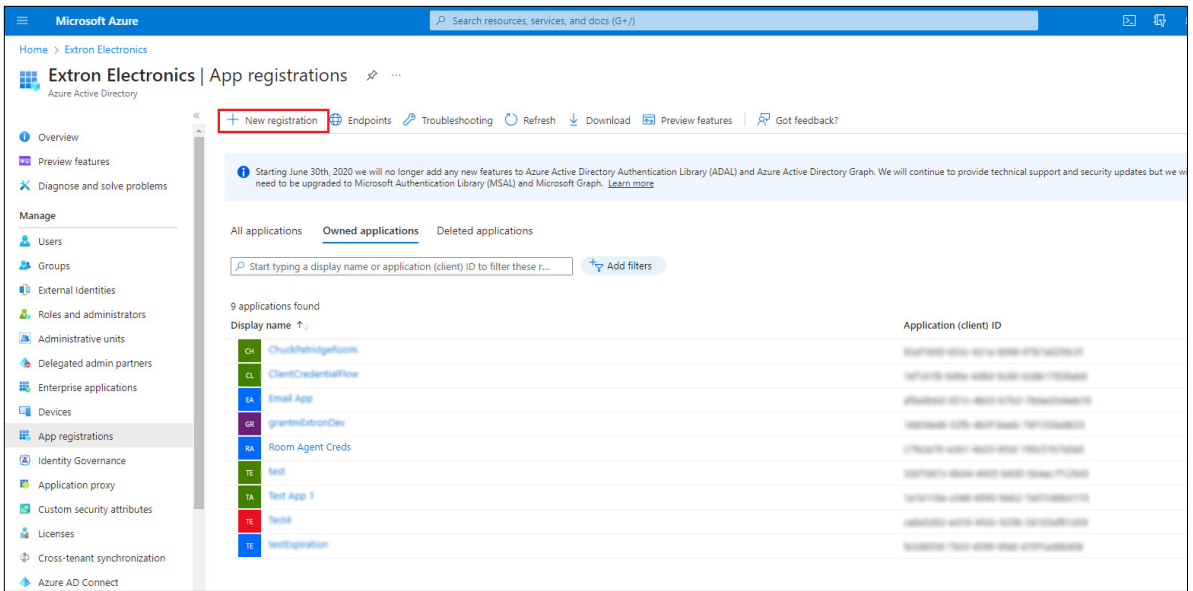 Microsoft Azure
Search resources, services, and docs (G+/)
Home > Extron Electronics
Extron Electronics | App registrations
Azure Active Directory
New registration
Endpoints
Troubleshooting
Refresh
Download
Preview features
Got feedback?
Overview
Preview features
Diagnose and solve problems
Manage
Users
Groups
External Identities
Roles and administrators
Administrative units
Delegated admin partners
Enterprise applications
Devices
App registrations
Identity Governance
Application proxy
Custom security attributes
Licenses
Cross-tenant synchronization
Azure AD Connect
Starting June 30th, 2020 we will no longer add any new features to Azure Active Directory Authentication Library (ADAL) and Azure Active Directory Graph. We will continue to provide technical support and security updates but we wi
need to be upgraded to Microsoft Authentication Library (MSAL) and Microsoft Graph. Learn more
All applications
Owned applications
Deleted applications
Start typing a display name or application (client) ID to filter these r...
Add filters
9 applications found
Display name
Application (client) ID
CH
CL ClientCredentialFlow
EA Email App
GR grantmExtronDev
RA Room Agent Creds
TE test
TA Test App 1
TE Test4
TE testExpiration